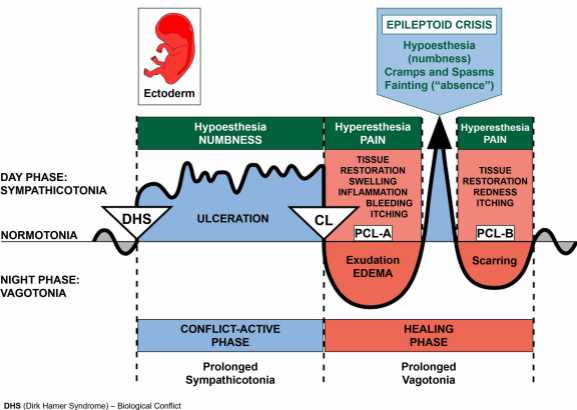 EPILEPTOID CRISIS
Hypoesthesia
(numbness)
Cramps and Spasms
Fainting (“absence”)
Ectoderm
Hypoesthesia
NUMBNESS
Hyperesthesia
PAIN
Hyperesthesia
PAIN
DAY PHASE:
SYMPATHICOTONIA
TISSUE
RESTORATION
SWELLING
INFLAMMATION
BLEEDING
ITCHING
TISSUE
RESTORATION
REDNESS
ITCHING
DHS
ULCERATION
CL
PCL-A
PCL-B
NORMOTONIA
Exudation
EDEMA
Scarring
NIGHT PHASE:
VAGOTONIA
CONFLICT-ACTIVE
PHASE
HEALING
PHASE
Prolonged
Sympathicotonia
Prolonged
Vagotonia
DHS (Dirk Hamer Syndrome) – Biological Conflict